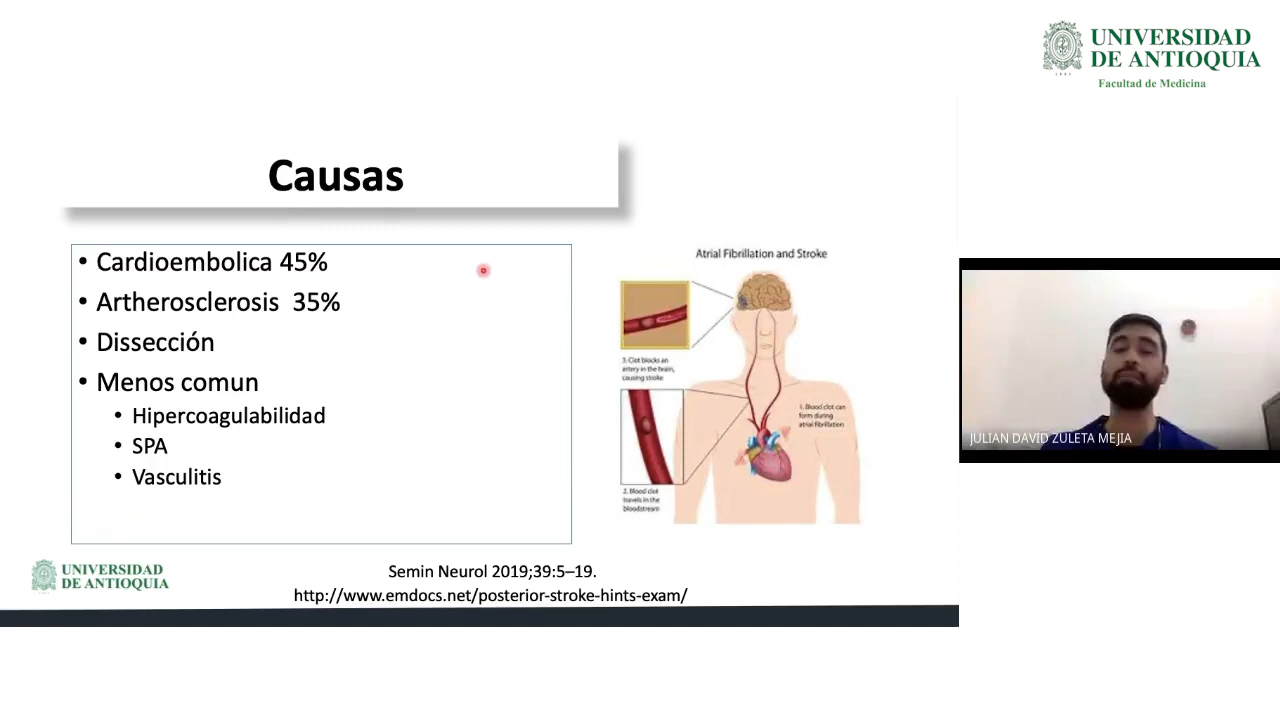 UNIVERSIDAD
DE ANTIOQUIA
Facultad de Medicina
Causas
• Cardioembolica 45%
• Artherosclerosis 35%
• Dissección
• Menos comun
• Hipercoagulabilidad
• SPA
• Vasculitis
Atrial Fibrillation and Stroke
3. Clot blocks an
artery in the brain,
causing stroke
1. Blood clot can
form during
atrial fibrillation
2. Blood clot
travels in the
bloodstream
JULIAN DAVID ZULETA MEJIA
UNIVERSIDAD
DE ANTIOQUIA
Semin Neurol 2019;39:5–19.
http://www.emdocs.net/posterior-stroke-hints-exam/